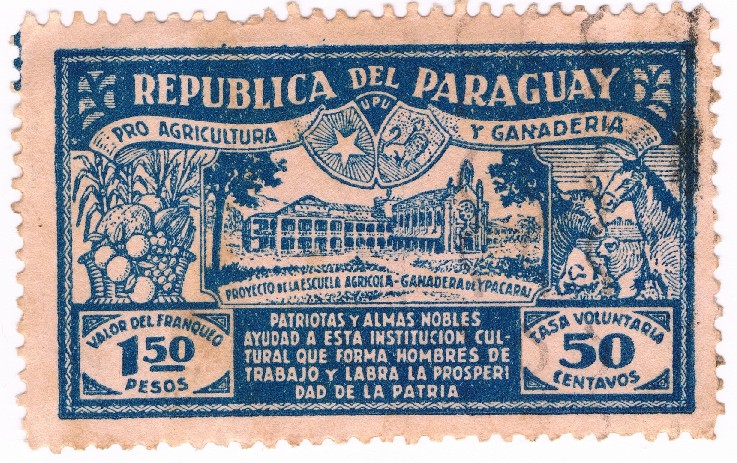 REPUBLICA DEL PARAGUAY
PRO AGRICULTURA
UPU
Y GANADERIA
PROYECTO DE LA ESCUELA AGRICOLA-GANADERA DE YPACARAI
VALOR DEL FRANQUEO
1.50
PESOS
PATRIOTAS Y ALMAS NOBLES
AYUDAD A ESTA INSTITUCION CUL-
TURAL QUE FORMA HOMBRES DE
TRABAJO Y LABRA LA PROSPERI
DAD DE LA PATRIA
TASA VOLUNTARIA
50
CENTAVOS